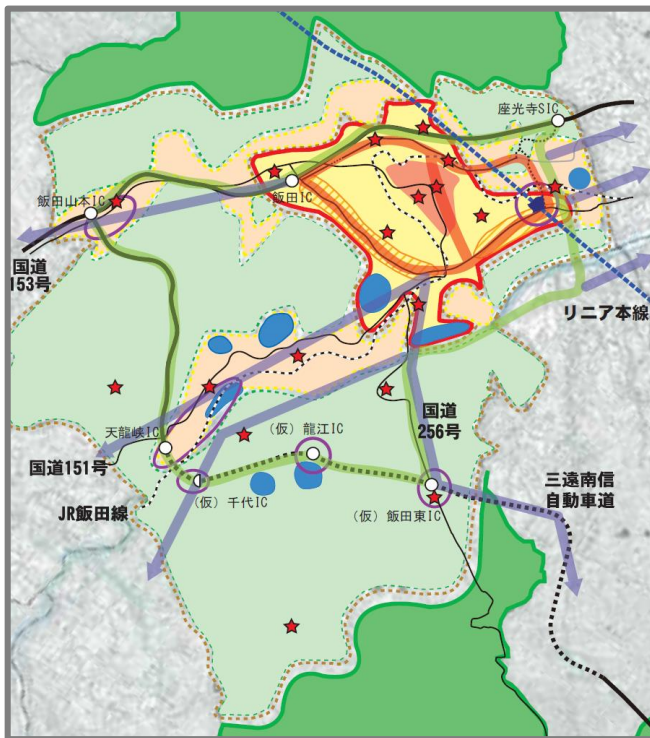 座光寺SIC
飯田山本IC
飯田IC
国道
153号
リニア本線
天龍峡IC
(仮) 龍江IC
国道
256号
国道151号
(仮) 千代IC
(仮) 飯田東IC
三遠南信
自動車道
JR飯田線